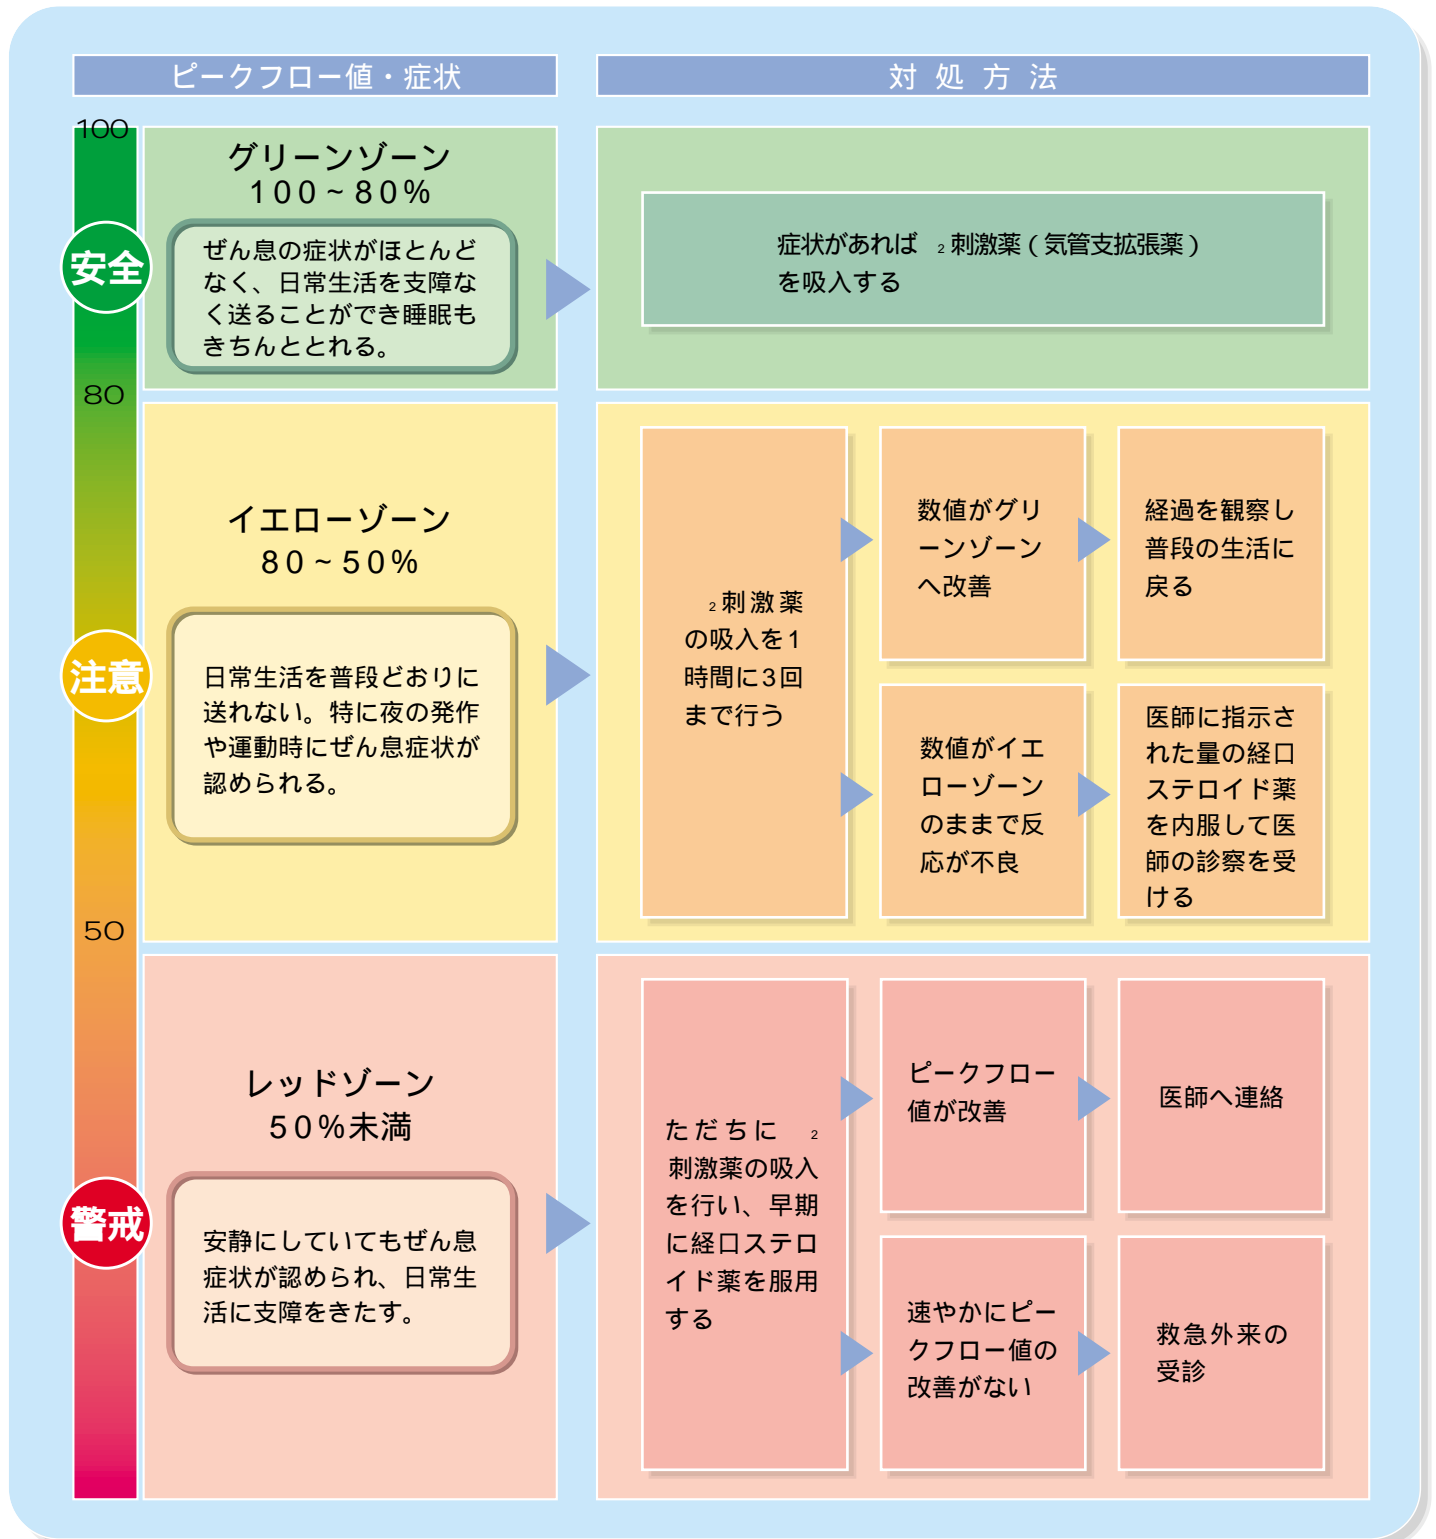 ピークフロー値・症状
対処方法
100
グリーンゾーン
100~80%
安全
ぜん息の症状がほとんど
なく、日常生活を支障な
く送ることができ睡眠も
きちんととれる。
症状があれば ₂刺激薬（気管支拡張薬）
を吸入する
80
イエローゾーン
80~50%
注意
日常生活を普段どおりに
送れない。特に夜の発作
や運動時にぜん息症状が
認められる。
₂刺激薬
の吸入を1
時間に3回
まで行う
数値がグリ
ーンゾーン
へ改善
経過を観察し
普段の生活に
戻る
数値がイエ
ローゾーン
のままで反
応が不良
医師に指示さ
れた量の経口
ステロイド薬
を内服して医
師の診察を受
ける
50
レッドゾーン
50%未満
警戒
安静にしていてもぜん息
症状が認められ、日常生
活に支障をきたす。
ただちに ₂
刺激薬の吸入
を行い、早期
に経口ステロ
イド薬を服用
する
ピークフロー
値が改善
医師へ連絡
速やかにピー
クフロー値の
改善がない
救急外来の
受診